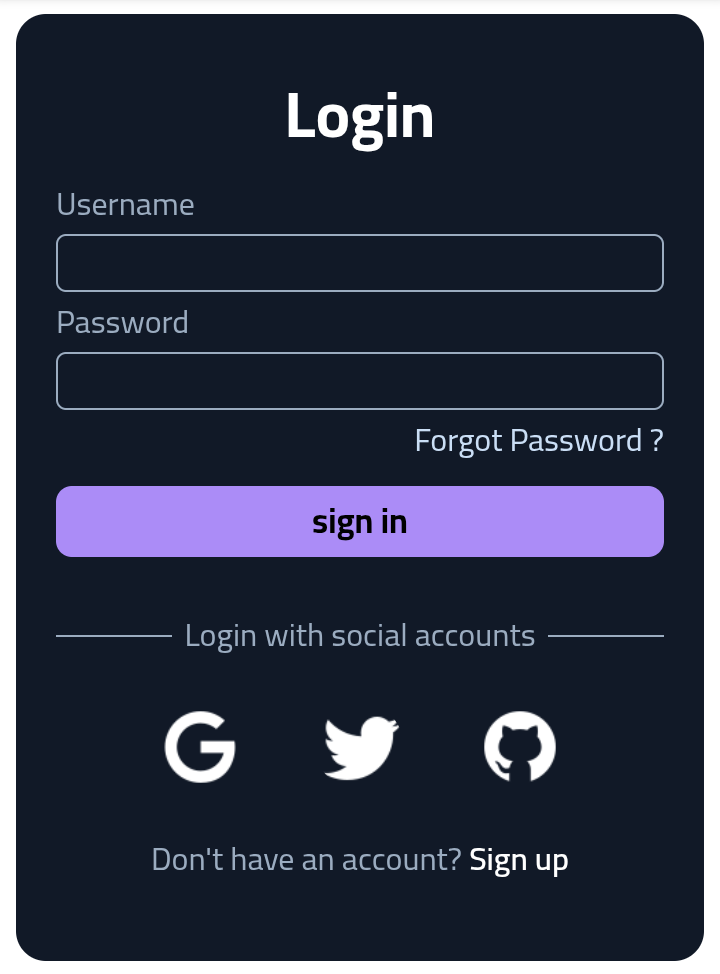 Login
Username
Password
Forgot Password ?
sign in
Login with social accounts
Don't have an account? Sign up